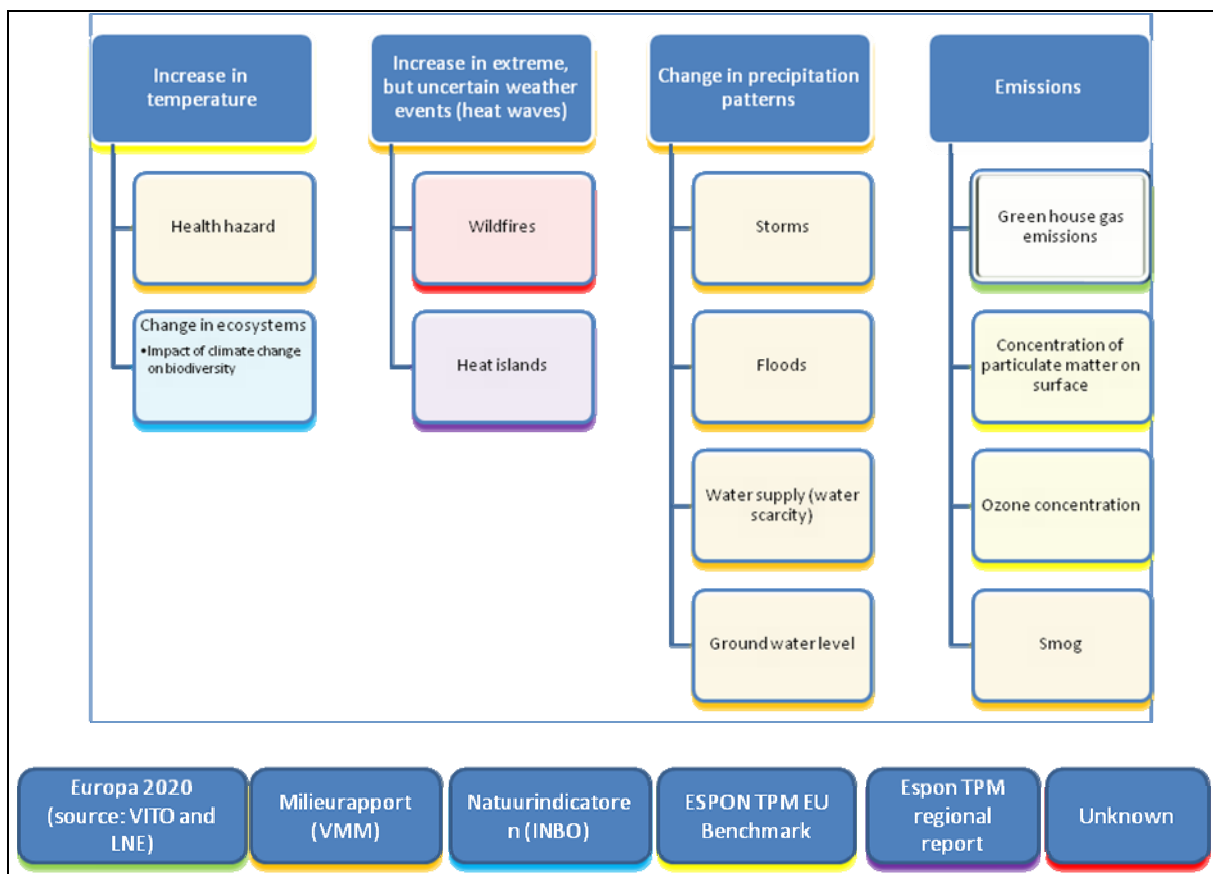 Increase in
temperature
Increase in extreme,
but uncertain weather
events (heat waves)
Change in precipitation
patterns
Emissions
Health hazard
Change in ecosystems
•Impact of climate change
on biodiversity
Wildfires
Heat islands
Storms
Floods
Water supply (water
scarcity)
Ground water level
Green house gas
emissions
Concentration of
particulate matter on
surface
Ozone concentration
Smog
Europa 2020
(source: VITO and
LNE)
Milieurapport
(VMM)
Natuurindicatore
n (INBO)
ESPON TPM EU
Benchmark
Espon TPM
regional
report
Unknown